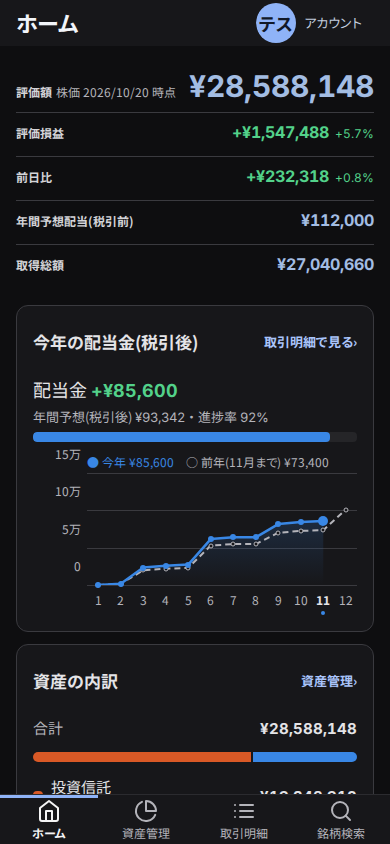 ホーム
テス
アカウント
評価額 株価 2026/10/20 時点 ¥28,588,148
評価損益 +¥1,547,488 +5.7%
前日比 +¥232,318 +0.8%
年間予想配当(税引前) ¥112,000
取得総額 ¥27,040,660
今年の配当金(税引後) 取引明細で見る›
配当金 +¥85,600
年間予想(税引後) ¥93,342・進捗率 92%
今年 ¥85,600 前年(11月まで) ¥73,400
15万
10万
5万
0
1 2 3 4 5 6 7 8 9 10 11 12
資産の内訳 資産管理›
合計 ¥28,588,148
投資信託
ホーム 資産管理 取引明細 銘柄検索